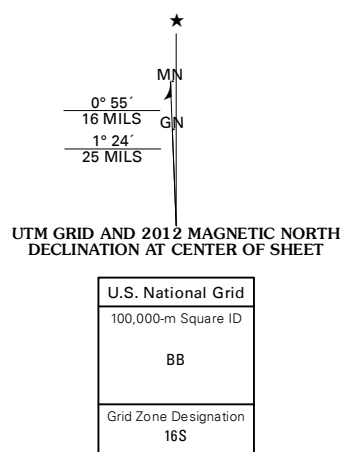 MN
0° 55´
16 MILS
GN
1° 24´
25 MILS
UTM GRID AND 2012 MAGNETIC NORTH
DECLINATION AT CENTER OF SHEET
U.S. National Grid
100,000-m Square ID
BB
Grid Zone Designation
16S